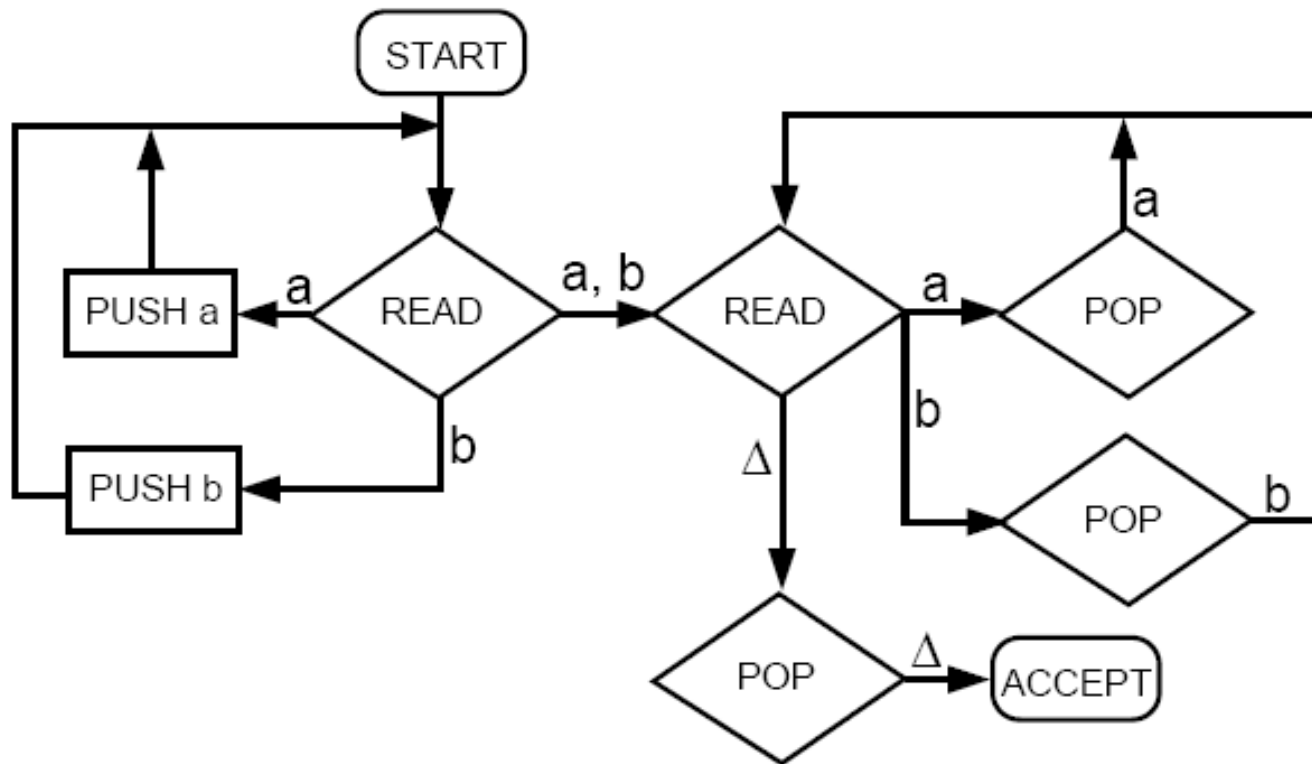 START
a
a, b
a
a
PUSH a
READ
READ
POP
b
b
Δ
PUSH b
POP
b
POP
Δ
ACCEPT